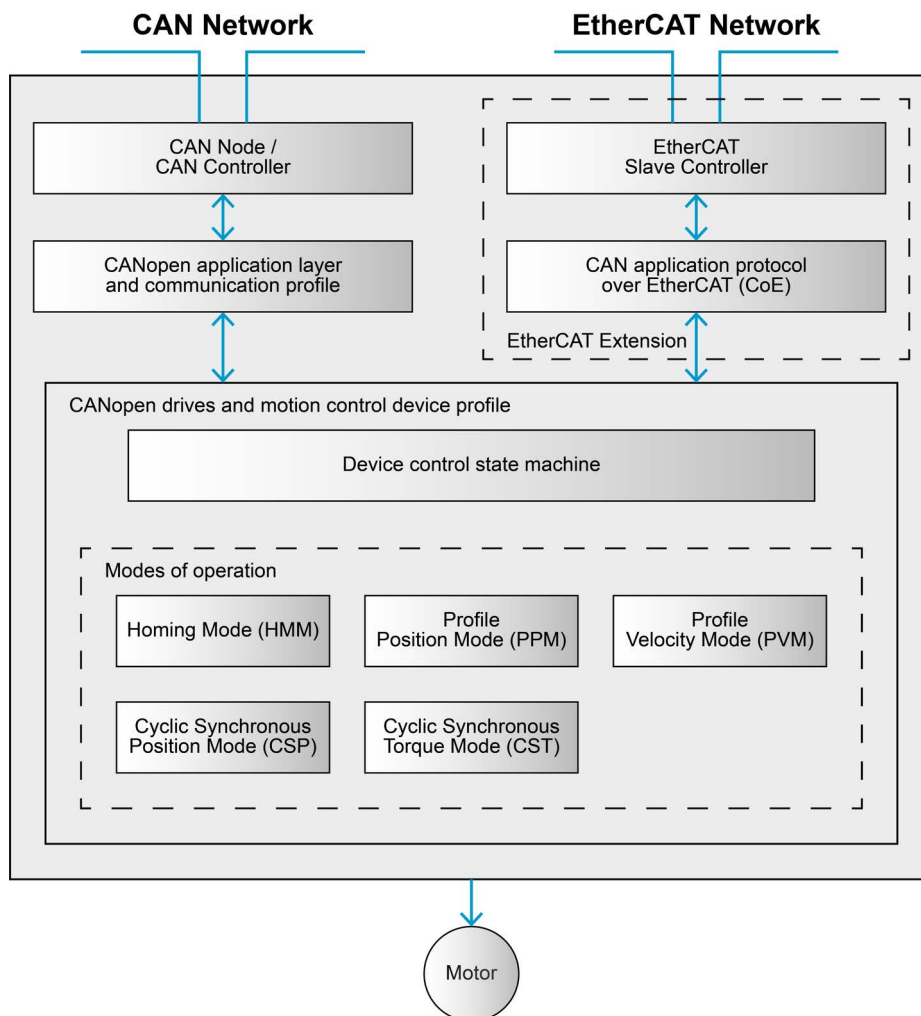 CAN Network
EtherCAT Network
CAN Node /
CAN Controller
EtherCAT
Slave Controller
CANopen application layer
and communication profile
CAN application protocol
over EtherCAT (CoE)
EtherCAT Extension
CANopen drives and motion control device profile
Device control state machine
Modes of operation
Homing Mode (HMM)
Profile
Position Mode (PPM)
Profile
Velocity Mode (PVM)
Cyclic Synchronous
Position Mode (CSP)
Cyclic Synchronous
Torque Mode (CST)
Motor